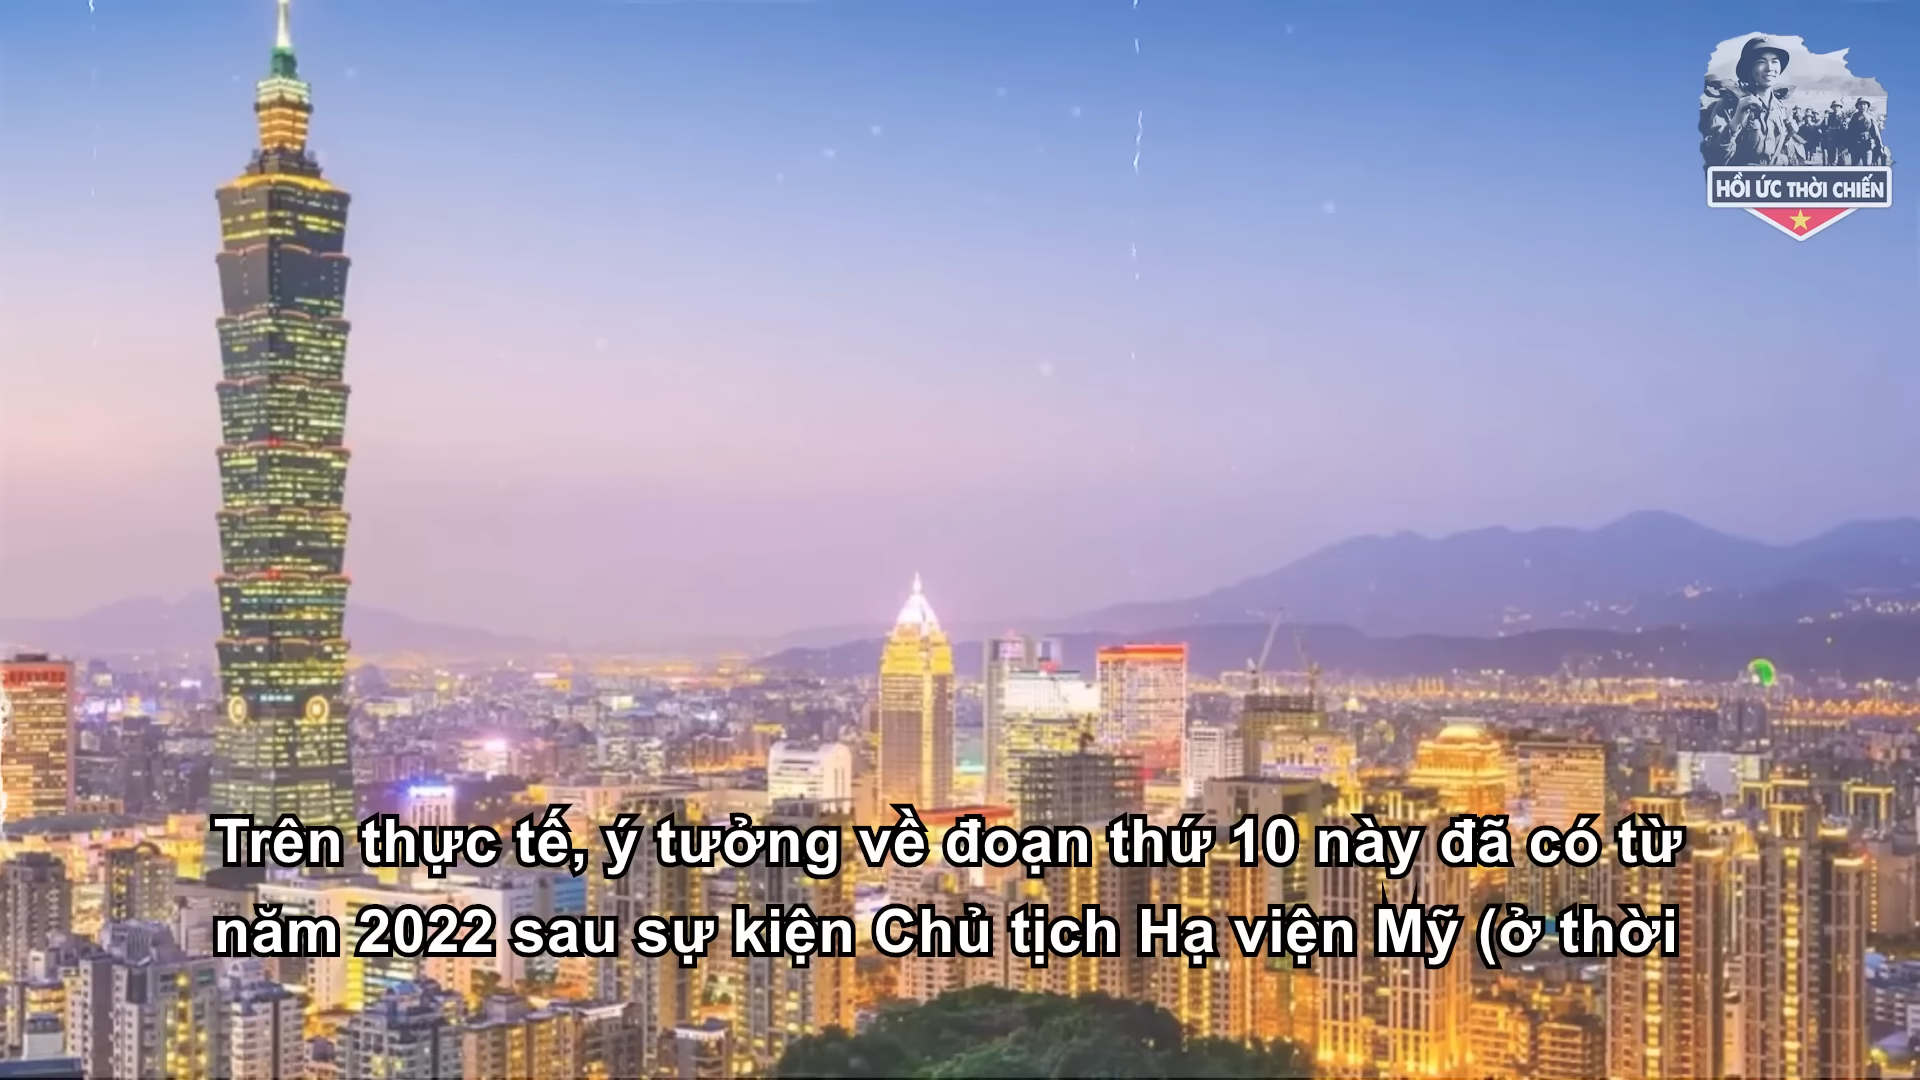 HỒI ỨC THỜI CHIẾN
Trên thực tế, ý tưởng về đoạn thứ 10 này đã có từ
năm 2022 sau sự kiện Chủ tịch Hạ viện Mỹ (ở thời